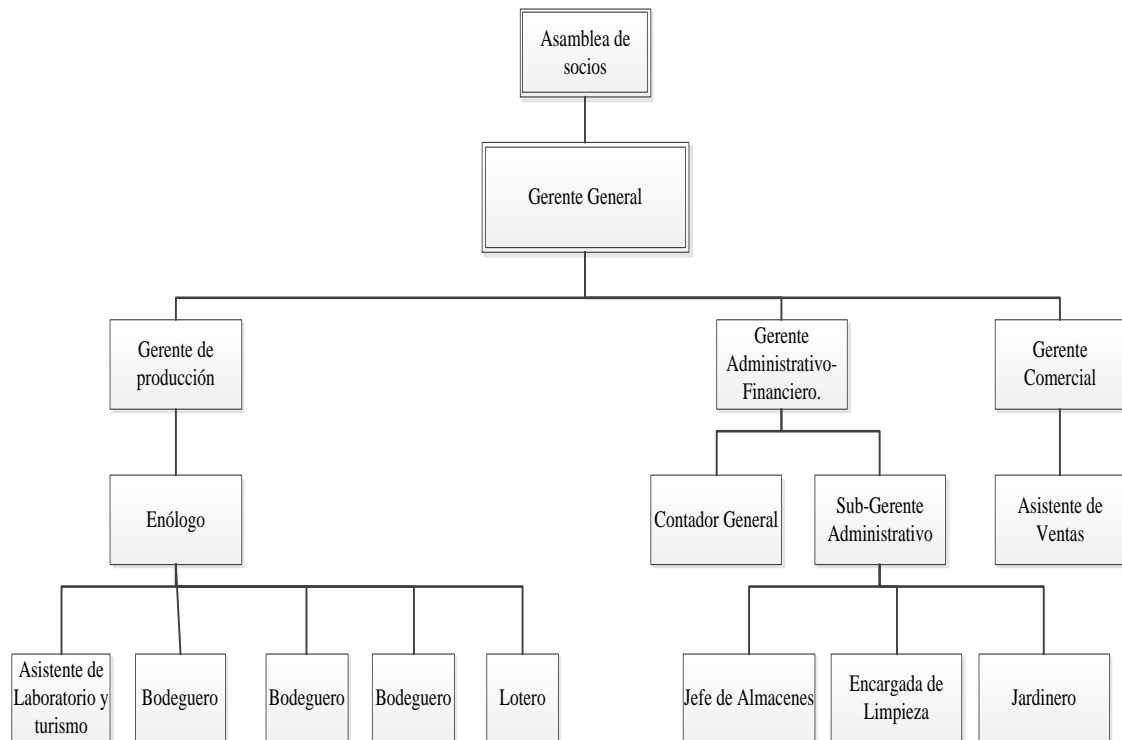 Asamblea de
socios
Gerente General
Gerente de
producción
Gerente
Administrativo-
Financiero.
Gerente
Comercial
Enólogo
Contador General
Sub-Gerente
Administrativo
Asistente de
Ventas
Asistente de
Laboratorio y
turismo
Bodeguero
Bodeguero
Bodeguero
Lotero
Jefe de Almacenes
Encargada de
Limpieza
Jardinero